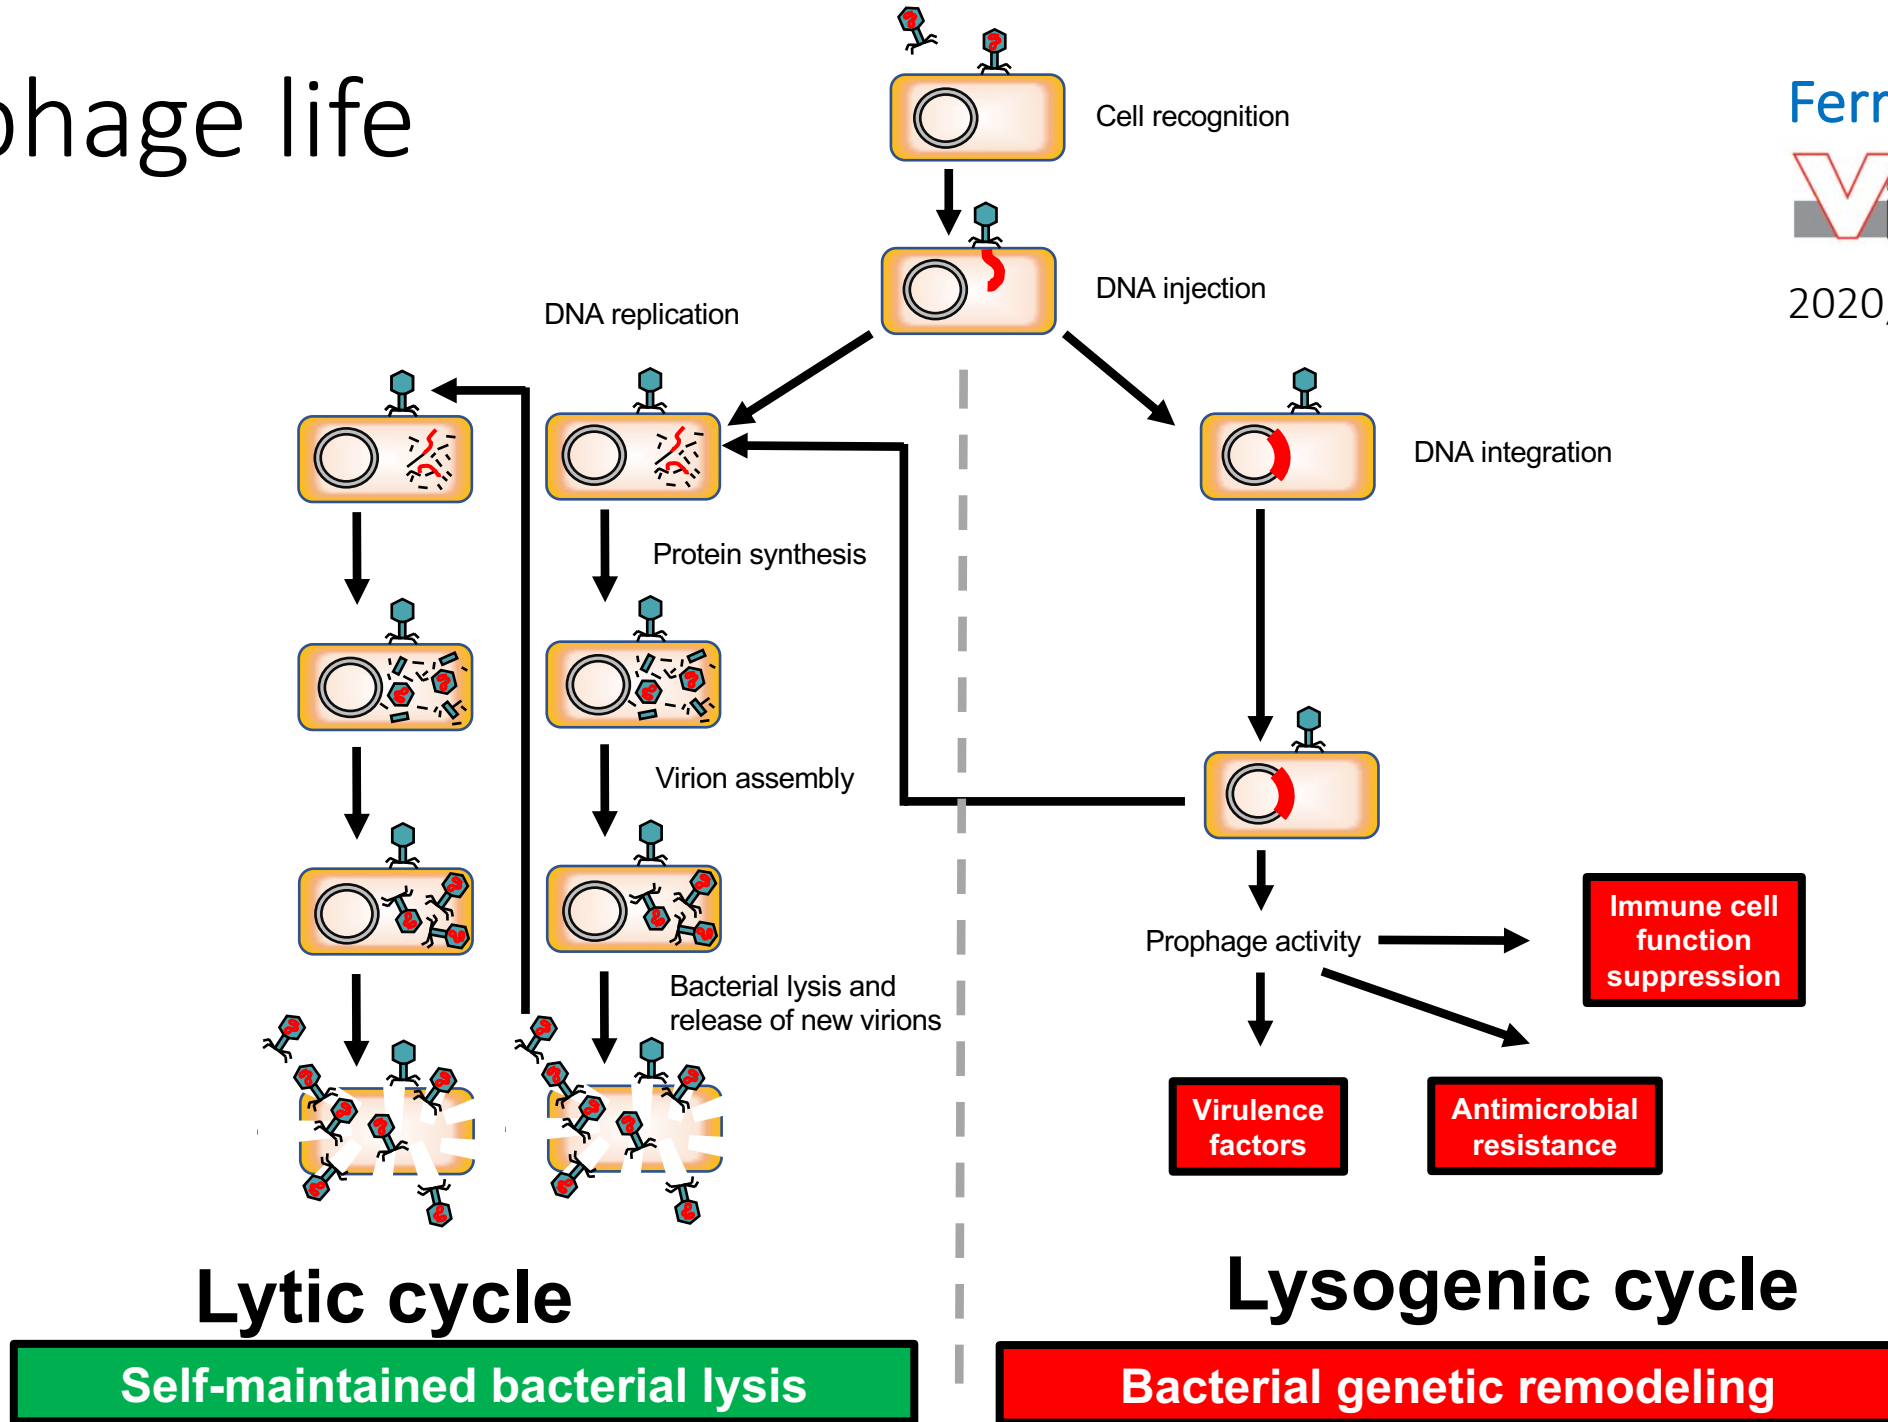 phage life
Cell recognition
DNA injection
DNA replication
DNA integration
Protein synthesis
Virion assembly
Bacterial lysis and
release of new virions
Prophage activity
Immune cell
function
suppression
Virulence
factors
Antimicrobial
resistance
Lytic cycle
Self-maintained bacterial lysis
Lysogenic cycle
Bacterial genetic remodeling
Ferr
2020,